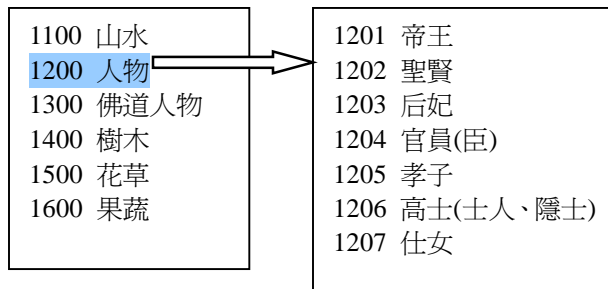 1100 山水
1200 人物
1300 佛道人物
1400 樹木
1500 花草
1600 果蔬
1201 帝王
1202 聖賢
1203 后妃
1204 官員(臣)
1205 孝子
1206 高士(士人、隱士)
1207 仕女